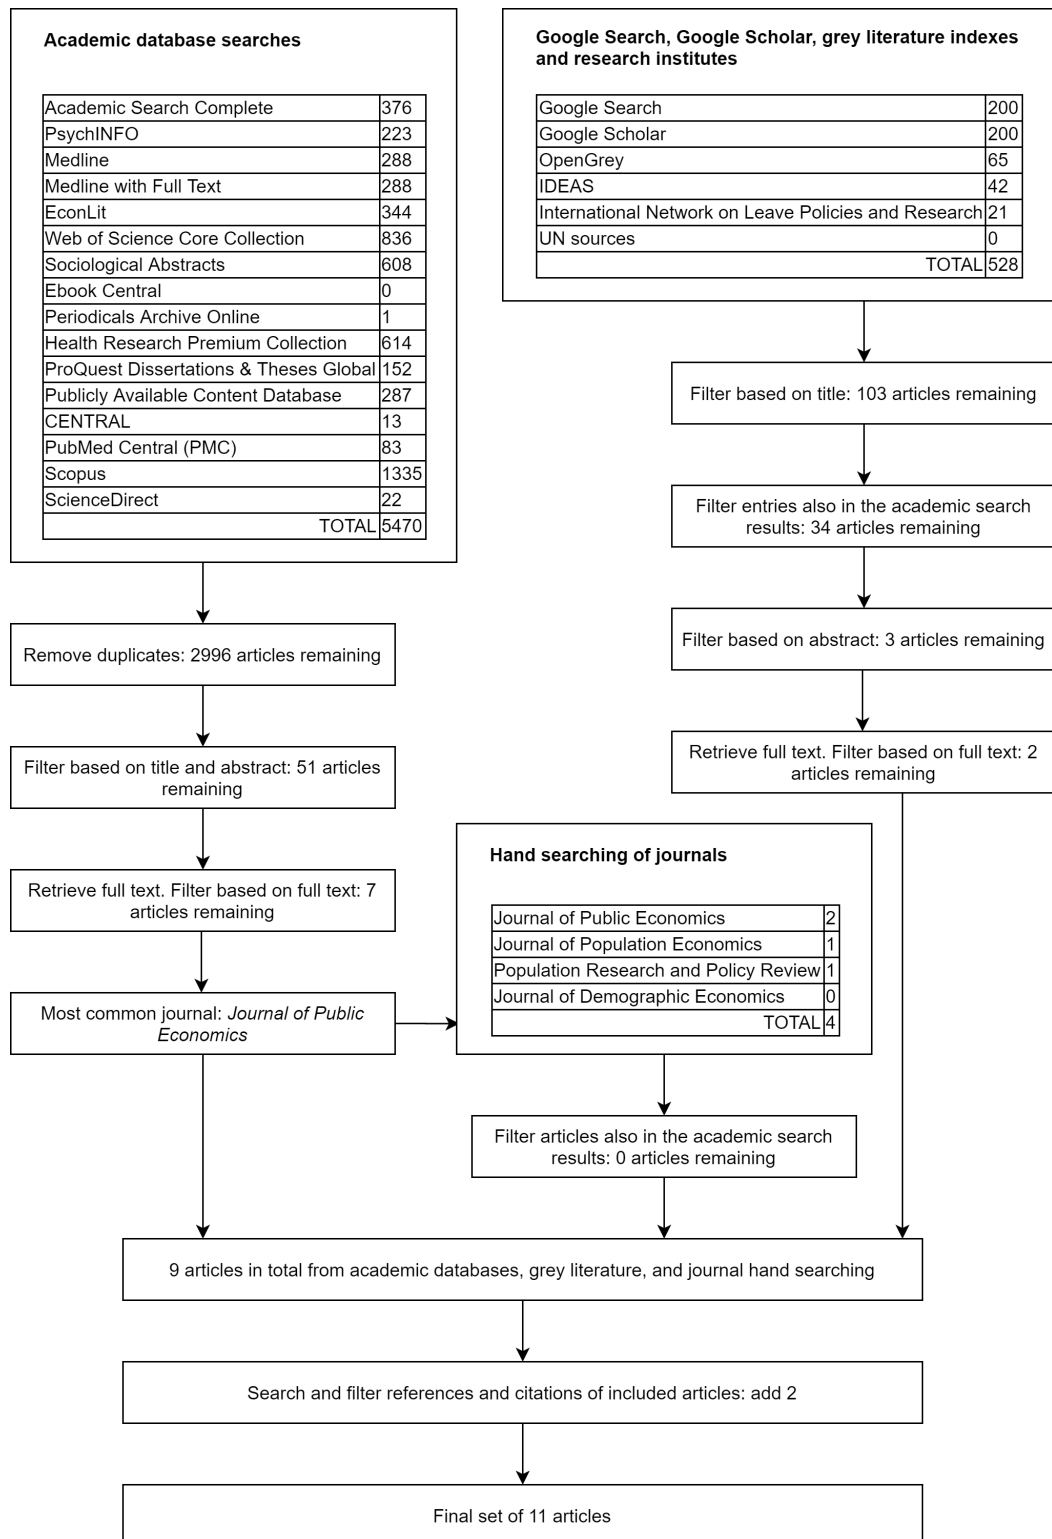 Academic database searches
Academic Search Complete 376
PsychINFO 223
Medline 288
Medline with Full Text 288
EconLit 344
Web of Science Core Collection 836
Sociological Abstracts 608
Ebook Central 0
Periodicals Archive Online 1
Health Research Premium Collection 614
ProQuest Dissertations & Theses Global 152
Publicly Available Content Database 287
CENTRAL 13
PubMed Central (PMC) 83
Scopus 1335
ScienceDirect 22
TOTAL 5470
Google Search, Google Scholar, grey literature indexes
and research institutes
Google Search 200
Google Scholar 200
OpenGrey 65
IDEAS 42
International Network on Leave Policies and Research 21
UN sources 0
TOTAL 528
Filter based on title: 103 articles remaining
Filter entries also in the academic search
results: 34 articles remaining
Filter based on abstract: 3 articles remaining
Retrieve full text. Filter based on full text: 2
articles remaining
Remove duplicates: 2996 articles remaining
Filter based on title and abstract: 51 articles
remaining
Retrieve full text. Filter based on full text: 7
articles remaining
Most common journal: Journal of Public
Economics
Hand searching of journals
Journal of Public Economics 2
Journal of Population Economics 1
Population Research and Policy Review 1
Journal of Demographic Economics 0
TOTAL 4
Filter articles also in the academic search
results: 0 articles remaining
9 articles in total from academic databases, grey literature, and journal hand searching
Search and filter references and citations of included articles: add 2
Final set of 11 articles